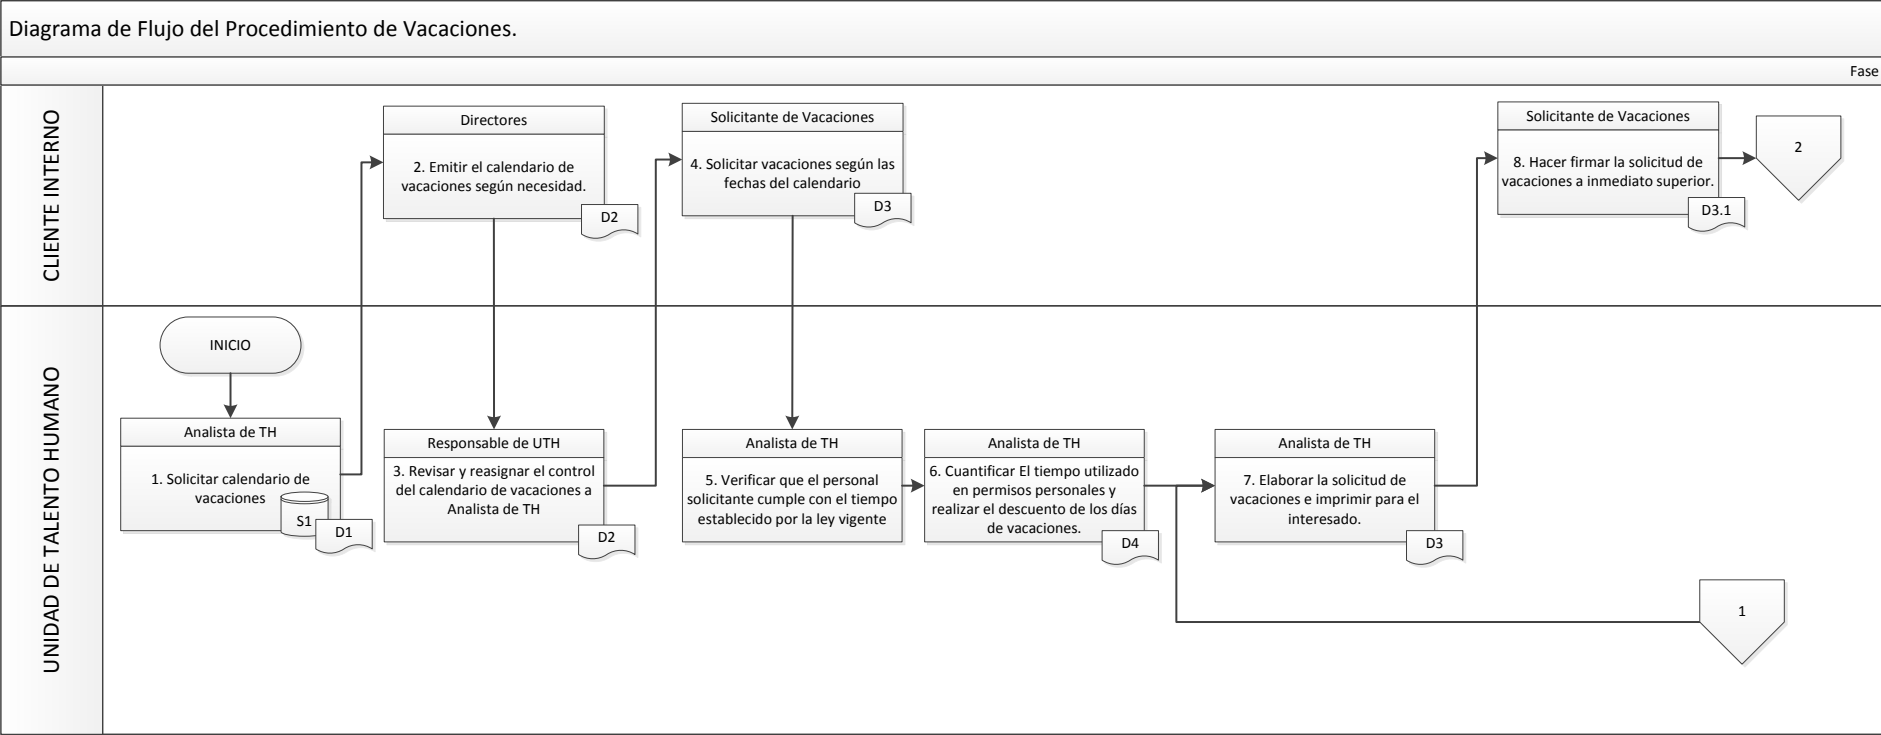 Diagrama de Flujo del Procedimiento de Vacaciones.
Fase
CLIENTE INTERNO
Directores
2. Emitir el calendario de
vacaciones según necesidad.
D2
Solicitante de Vacaciones
4. Solicitar vacaciones según las
fechas del calendario
D3
Solicitante de Vacaciones
8. Hacer firmar la solicitud de
vacaciones a inmediato superior.
D3.1
2
UNIDAD DE TALENTO HUMANO
INICIO
Analista de TH
1. Solicitar calendario de
vacaciones
S1
D1
Responsable de UTH
3. Revisar y reasignar el control
del calendario de vacaciones a
Analista de TH
D2
Analista de TH
5. Verificar que el personal
solicitante cumple con el tiempo
establecido por la ley vigente
Analista de TH
6. Cuantificar El tiempo utilizado
en permisos personales y
realizar el descuento de los días
de vacaciones.
D4
Analista de TH
7. Elaborar la solicitud de
vacaciones e imprimir para el
interesado.
D3
1